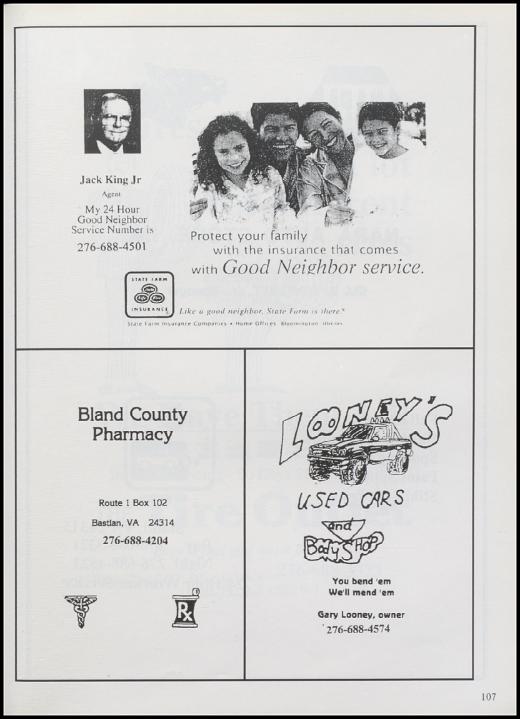 Jack King Jr
Agent
My 24 Hour
Good Neighbor
Service Number is
276-688-4501
Protect your family
with the insurance that comes
with Good Neighbor service.
STATE FARM
INSURANCE
Like a good neighbor, State Farm is there.®
State Farm Insurance Companies • Home Offices: Bloomington, Illinois
Bland County
Pharmacy
Route 1 Box 102
Bastian, VA 24314
276-688-4204
Rx
LOONEY'S
USED CARS
and
Body SHOP
You bend 'em
We'll mend 'em
Gary Looney, owner
276-688-4574
107